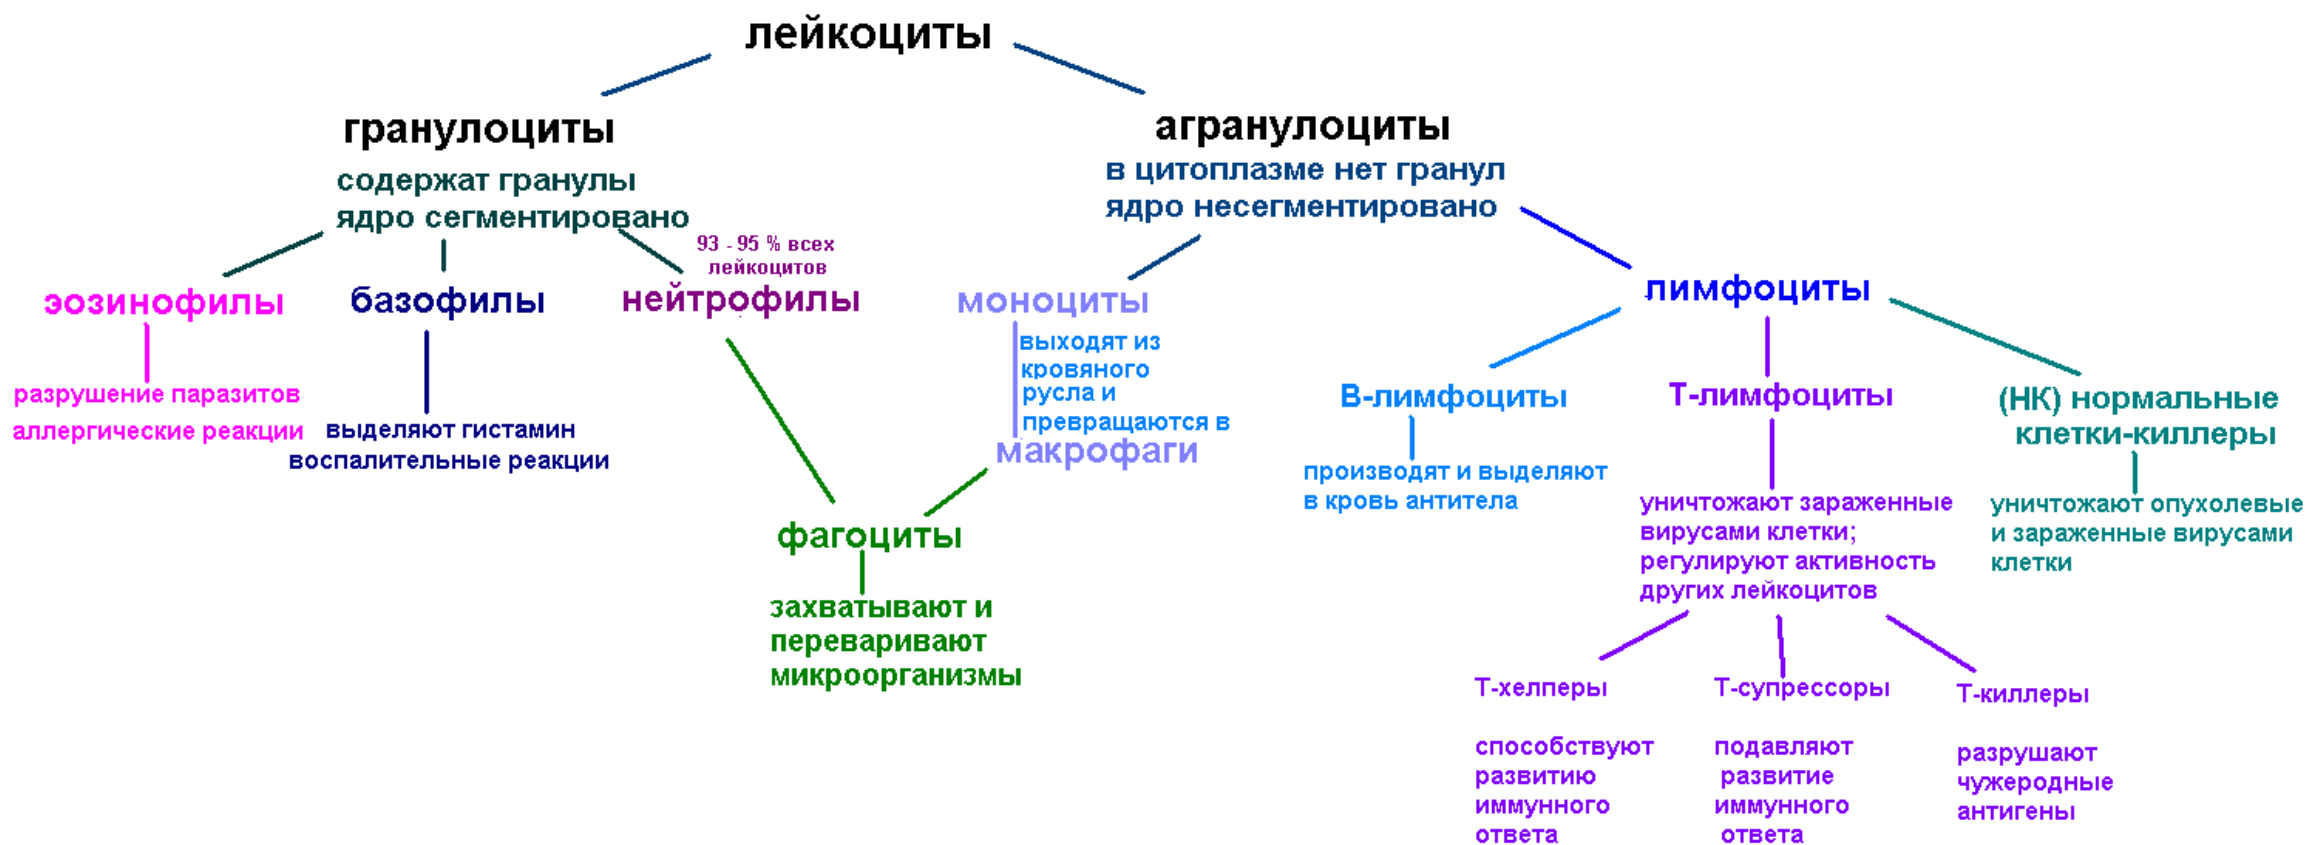 лейкоциты
гранулоциты
содержат гранулы
ядро сегментировано
агранулоциты
в цитоплазме нет гранул
ядро несегментировано
эозинофилы
разрушение паразитов
аллергические реакции
базофилы
выделяют гистамин
воспалительные реакции
93 - 95 % всех
лейкоцитов
нейтрофилы
моноциты
выходят из
кровяного
русла и
превращаются в
макрофаги
фагоциты
захватывают и
переваривают
микроорганизмы
лимфоциты
В-лимфоциты
производят и выделяют
в кровь антитела
Т-лимфоциты
уничтожают зараженные
вирусами клетки;
регулируют активность
других лейкоцитов
(НК) нормальные
клетки-киллеры
уничтожают опухолевые
и зараженные вирусами
клетки
Т-хелперы
способствуют
развитию
иммунного
ответа
Т-супрессоры
подавляют
развитие
иммунного
ответа
Т-киллеры
разрушают
чужеродные
антигены